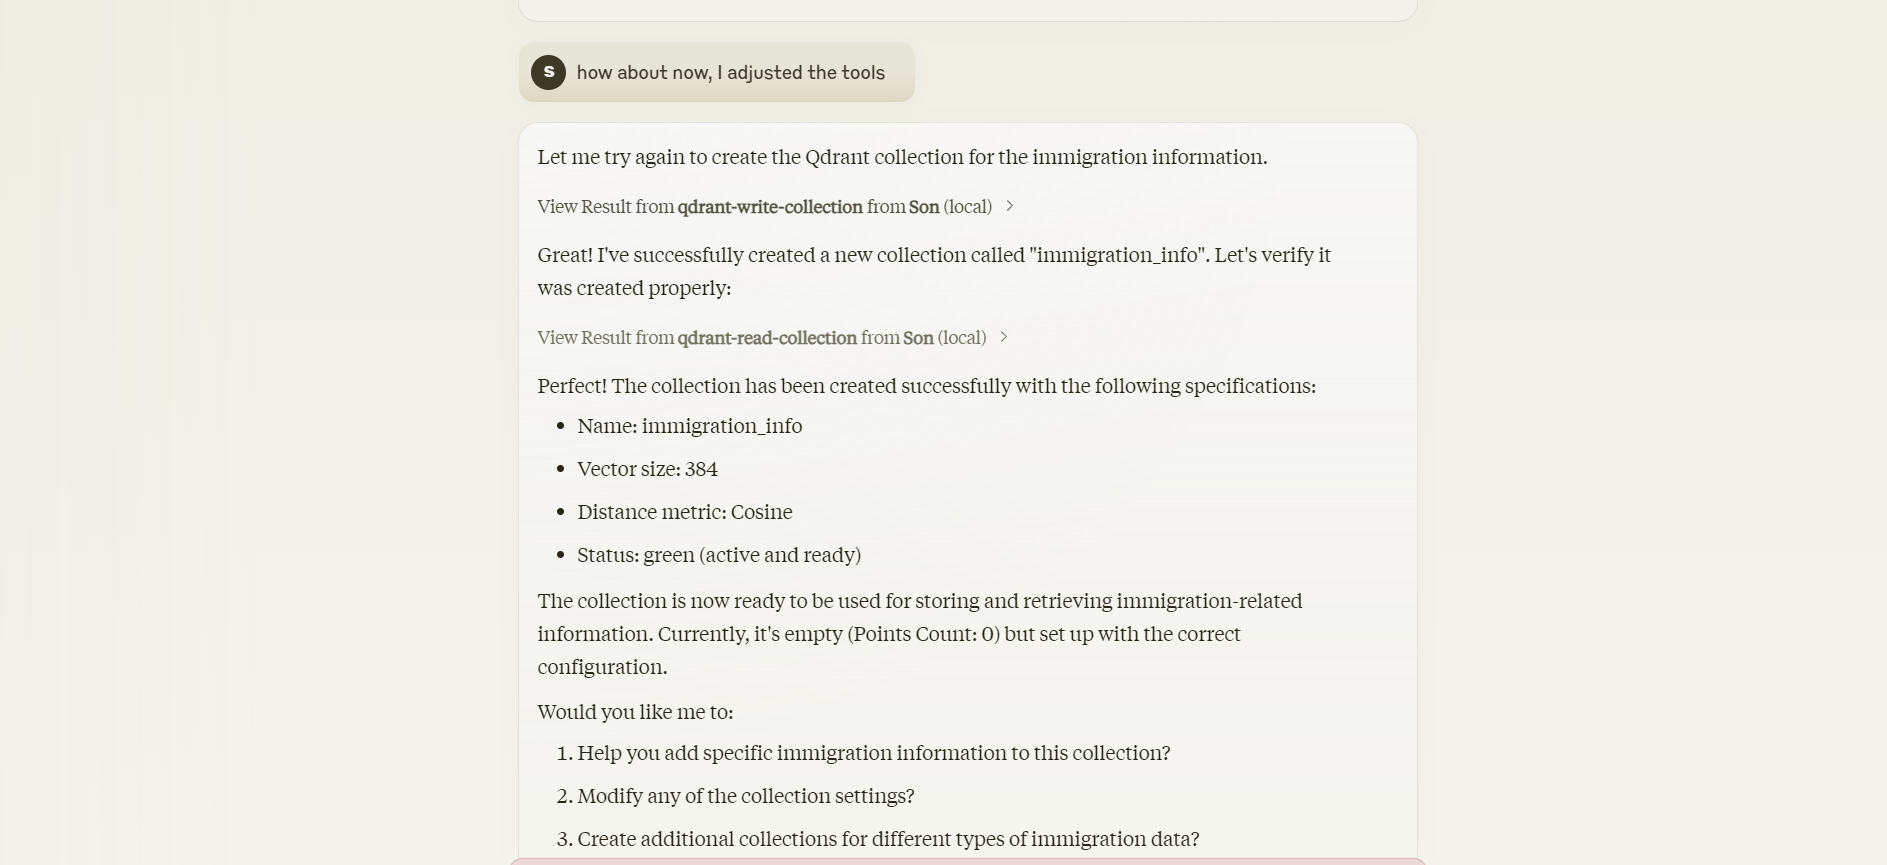 S how about now, I adjusted the tools
Let me try again to create the Qdrant collection for the immigration information.
View Result from qdrant-write-collection from Son (local)
Great! I've successfully created a new collection called "immigration_info". Let's verify it
was created properly:
View Result from qdrant-read-collection from Son (local)
Perfect! The collection has been created successfully with the following specifications:
• Name: immigration_info
• Vector size: 384
• Distance metric: Cosine
• Status: green (active and ready)
The collection is now ready to be used for storing and retrieving immigration-related
information. Currently, it's empty (Points Count: 0) but set up with the correct
configuration.
Would you like me to:
1. Help you add specific immigration information to this collection?
2. Modify any of the collection settings?
3. Create additional collections for different types of immigration data?